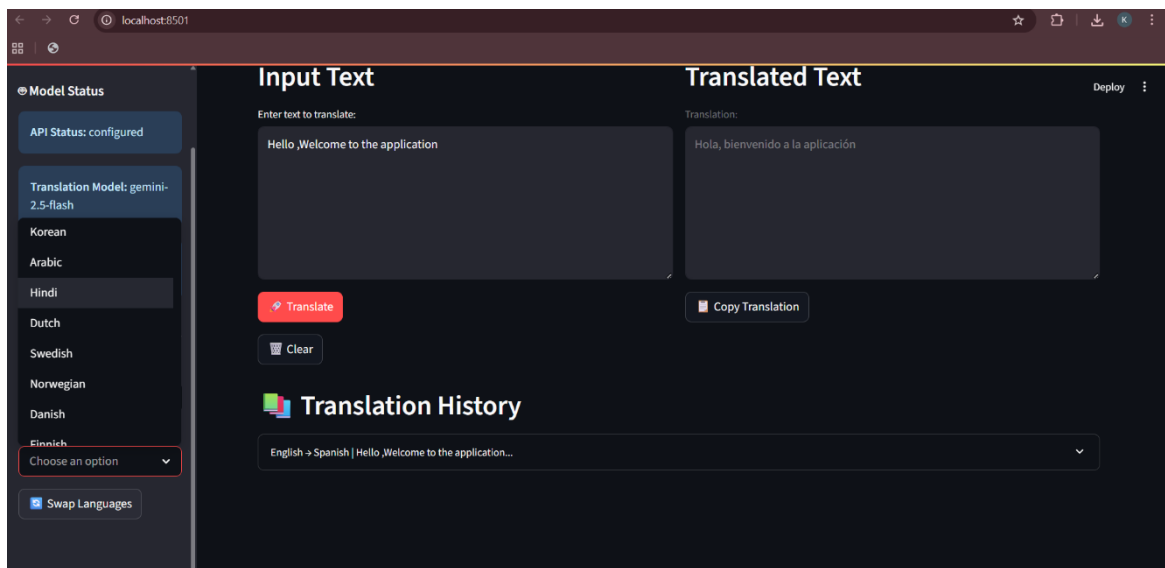 localhost:8501
K
Model Status
API Status: configured
Translation Model: gemini-
2.5-flash
Korean
Arabic
Hindi
Dutch
Swedish
Norwegian
Danish
Finnish
Choose an option
Swap Languages
Input Text
Enter text to translate:
Hello ,Welcome to the application
Translate
Clear
Translated Text
Translation:
Hola, bienvenido a la aplicación
Copy Translation
Deploy
Translation History
English → Spanish | Hello ,Welcome to the application...